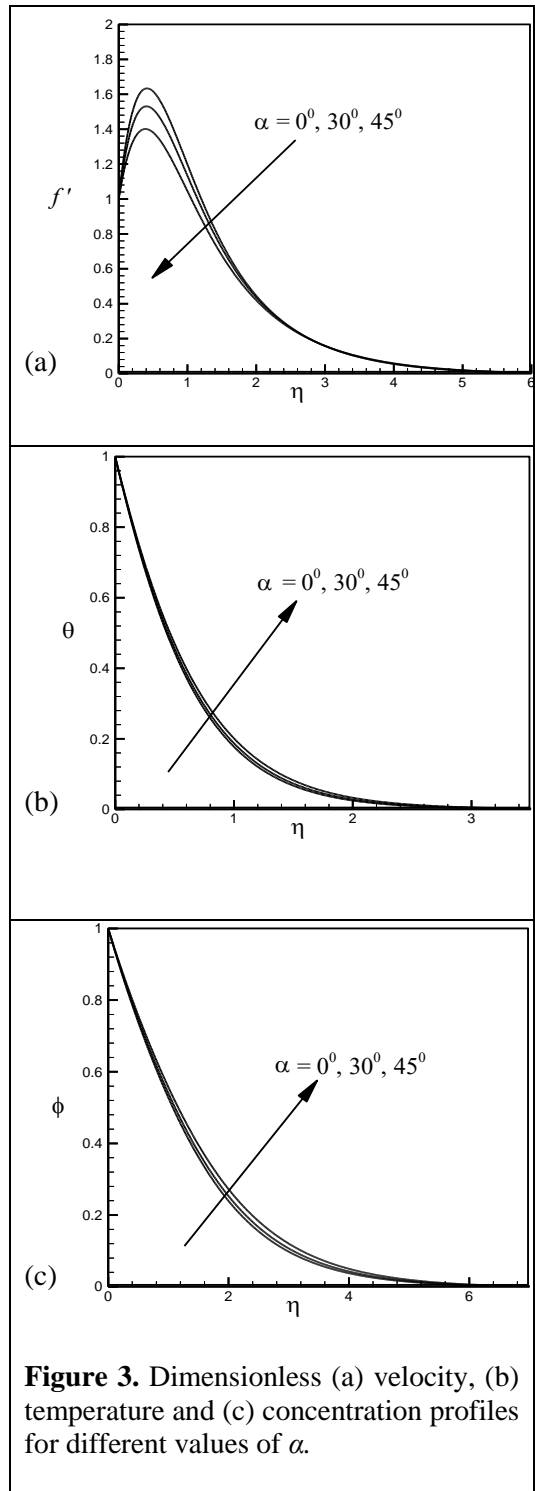 2
1.8
1.6
1.4
1.2
1
0.8
0.6
0.4
0.2
0
f'
α = 0⁰, 30⁰, 45⁰
(a)
0 1 2 3 4 5 6
η
1
0.8
0.6
0.4
0.2
0
θ
α = 0⁰, 30⁰, 45⁰
(b)
0 1 2 3
η
1
0.8
0.6
0.4
0.2
0
ϕ
α = 0⁰, 30⁰, 45⁰
(c)
0 2 4 6
η
Figure 3. Dimensionless (a) velocity, (b)
temperature and (c) concentration profiles
for different values of α.